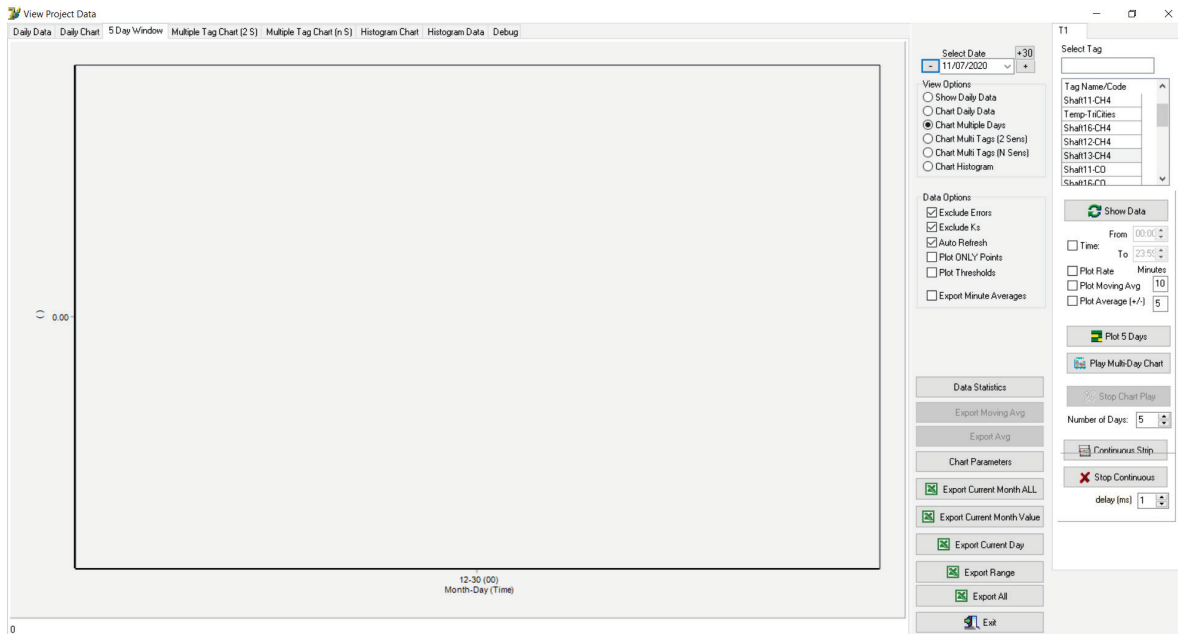 View Project Data
Daily Data Daily Chart 5 Day Window Multiple Tag Chart (2 S) Multiple Tag Chart (n S) Histogram Chart Histogram Data Debug
T1
Select Date +30
- 11/07/2020 +
View Options
Show Daily Data
Chart Daily Data
Chart Multiple Days
Chart Multi Tags (2 Sens)
Chart Multi Tags (N Sens)
Chart Histogram
Data Options
Exclude Errors
Exclude Ks
Auto Refresh
Plot ONLY Points
Plot Thresholds
Export Minute Averages
Data Statistics
Export Moving Avg
Export Avg
Chart Parameters
Export Current Month ALL
Export Current Month Value
Export Current Day
Export Range
Export All
Exit
Select Tag
Tag Name/Code
Shaft11-CH4
Temp-TriCities
Shaft16-CH4
Shaft12-CH4
Shaft13-CH4
Shaft11-CO
Shaft16-CO
Show Data
From 00:00
Time:
To 23:59
Plot Rate Minutes
Plot Moving Avg 10
Plot Average (+/-) 5
Plot 5 Days
Play Multi-Day Chart
Stop Chart Play
Number of Days: 5
Continuous Strip
Stop Continuous
delay (ms) 1
()
0.00
12-30 (00)
Month-Day (Time)
0